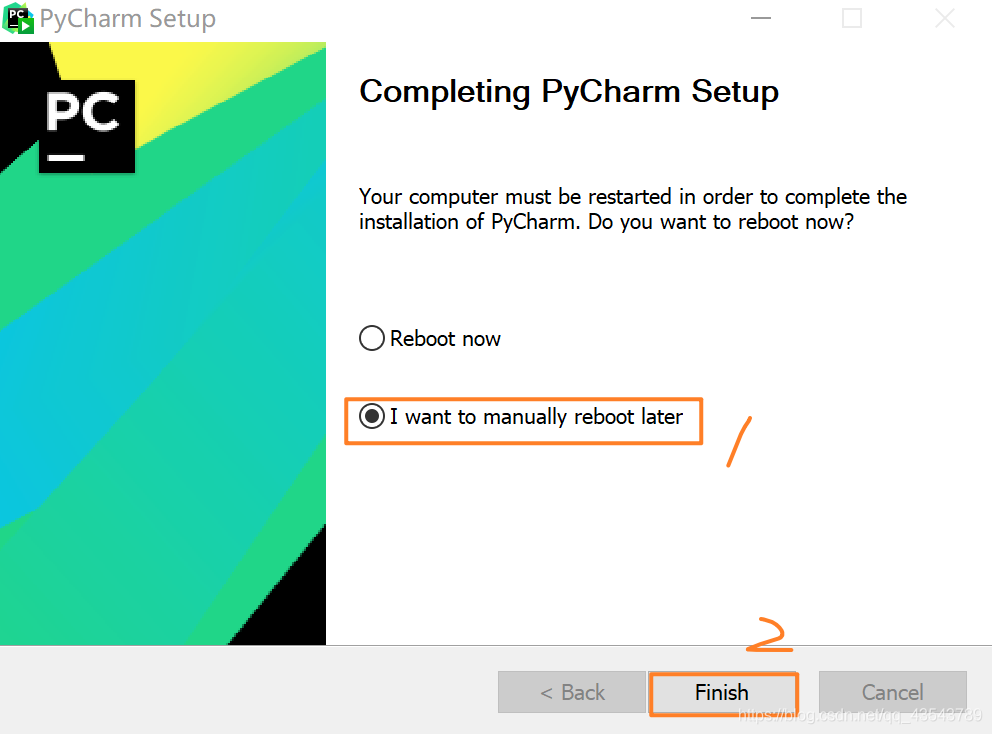 PyCharm Setup
PC
Completing PyCharm Setup
Your computer must be restarted in order to complete the
installation of PyCharm. Do you want to reboot now?
Reboot now
I want to manually reboot later
1
2
< Back
Finish
Cancel
https://blog.csdn.net/qq_43543789